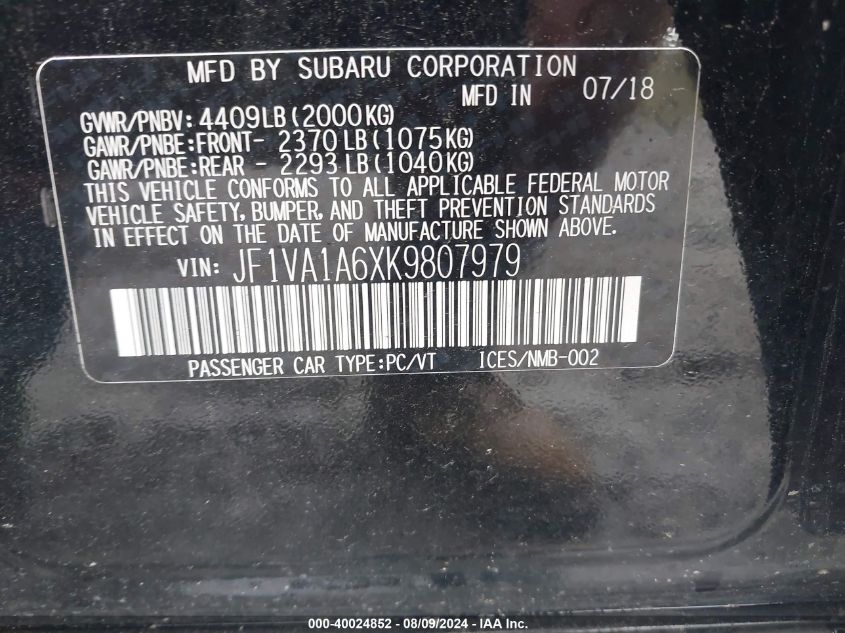 MFD BY SUBARU CORPORATION
MFD IN 07/18
GVWR/PNBV: 4409LB(2000KG)
GAWR/PNBE:FRONT- 2370 LB(1075KG)
GAWR/PNBE:REAR - 2293 LB(1040KG)
THIS VEHICLE CONFORMS TO ALL APPLICABLE FEDERAL MOTOR
VEHICLE SAFETY, BUMPER, AND THEFT PREVENTION STANDARDS
IN EFFECT ON THE DATE OF MANUFACTURE SHOWN ABOVE.
VIN: JF1VA1A6XK9807979
PASSENGER CAR TYPE:PC/VT ICES/NMB-002
000-40024852 - 08/09/2024 - IAA Inc.